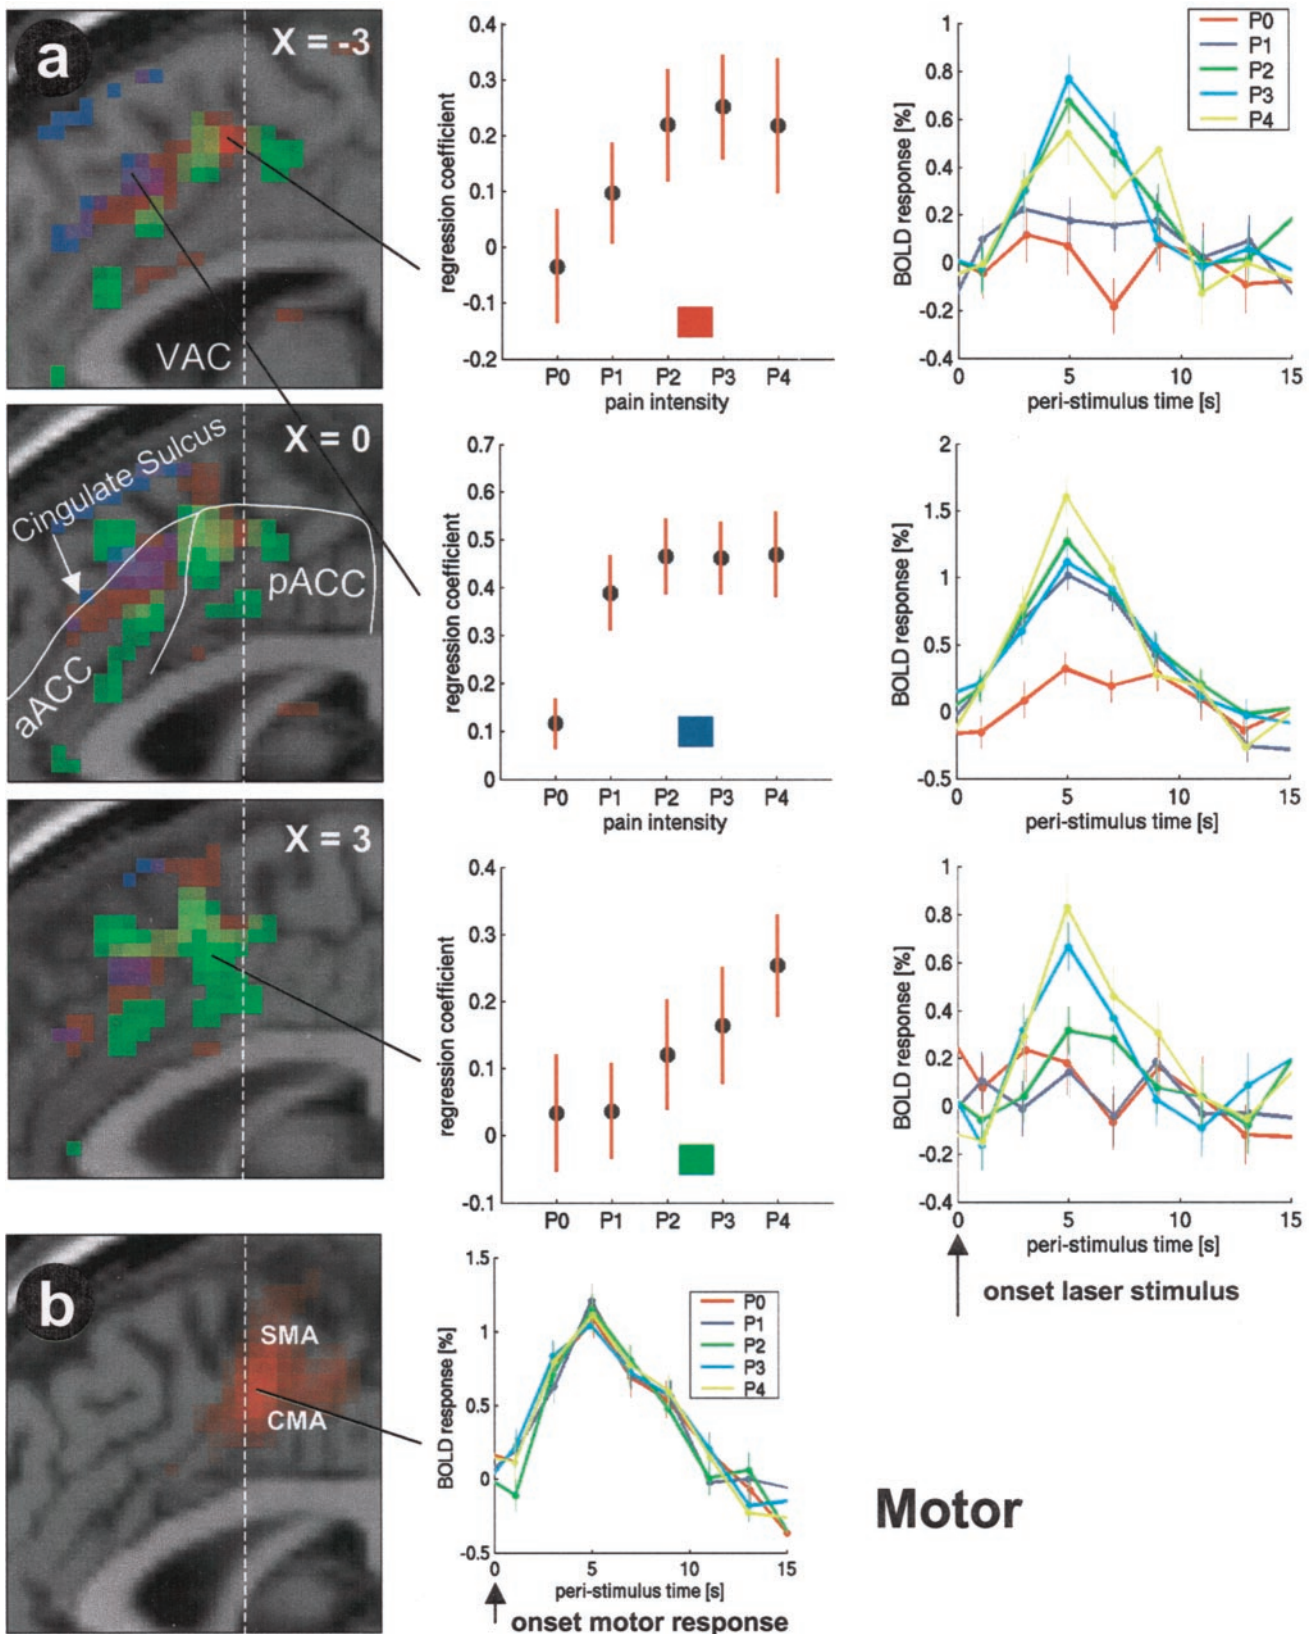 a
X = -3
VAC
0.4
0.3
0.2
0.1
0
-0.1
-0.2
regression coefficient
P0 P1 P2 P3 P4
pain intensity
1
0.8
0.6
0.4
0.2
0
-0.2
-0.4
BOLD response [%]
P0
P1
P2
P3
P4
0 5 10 15
peri-stimulus time [s]
X = 0
Cingulate Sulcus
pACC
aACC
0.7
0.6
0.5
0.4
0.3
0.2
0.1
0
regression coefficient
P0 P1 P2 P3 P4
pain intensity
2
1.5
1
0.5
0
-0.5
BOLD response [%]
0 5 10 15
peri-stimulus time [s]
X = 3
0.4
0.3
0.2
0.1
0
-0.1
regression coefficient
P0 P1 P2 P3 P4
1
0.8
0.6
0.4
0.2
0
-0.2
-0.4
BOLD response [%]
0 5 10 15
peri-stimulus time [s]
onset laser stimulus
b
SMA
CMA
1.5
1
0.5
0
-0.5
BOLD response [%]
P0
P1
P2
P3
P4
0 5 10 15
peri-stimulus time [s]
onset motor response
Motor